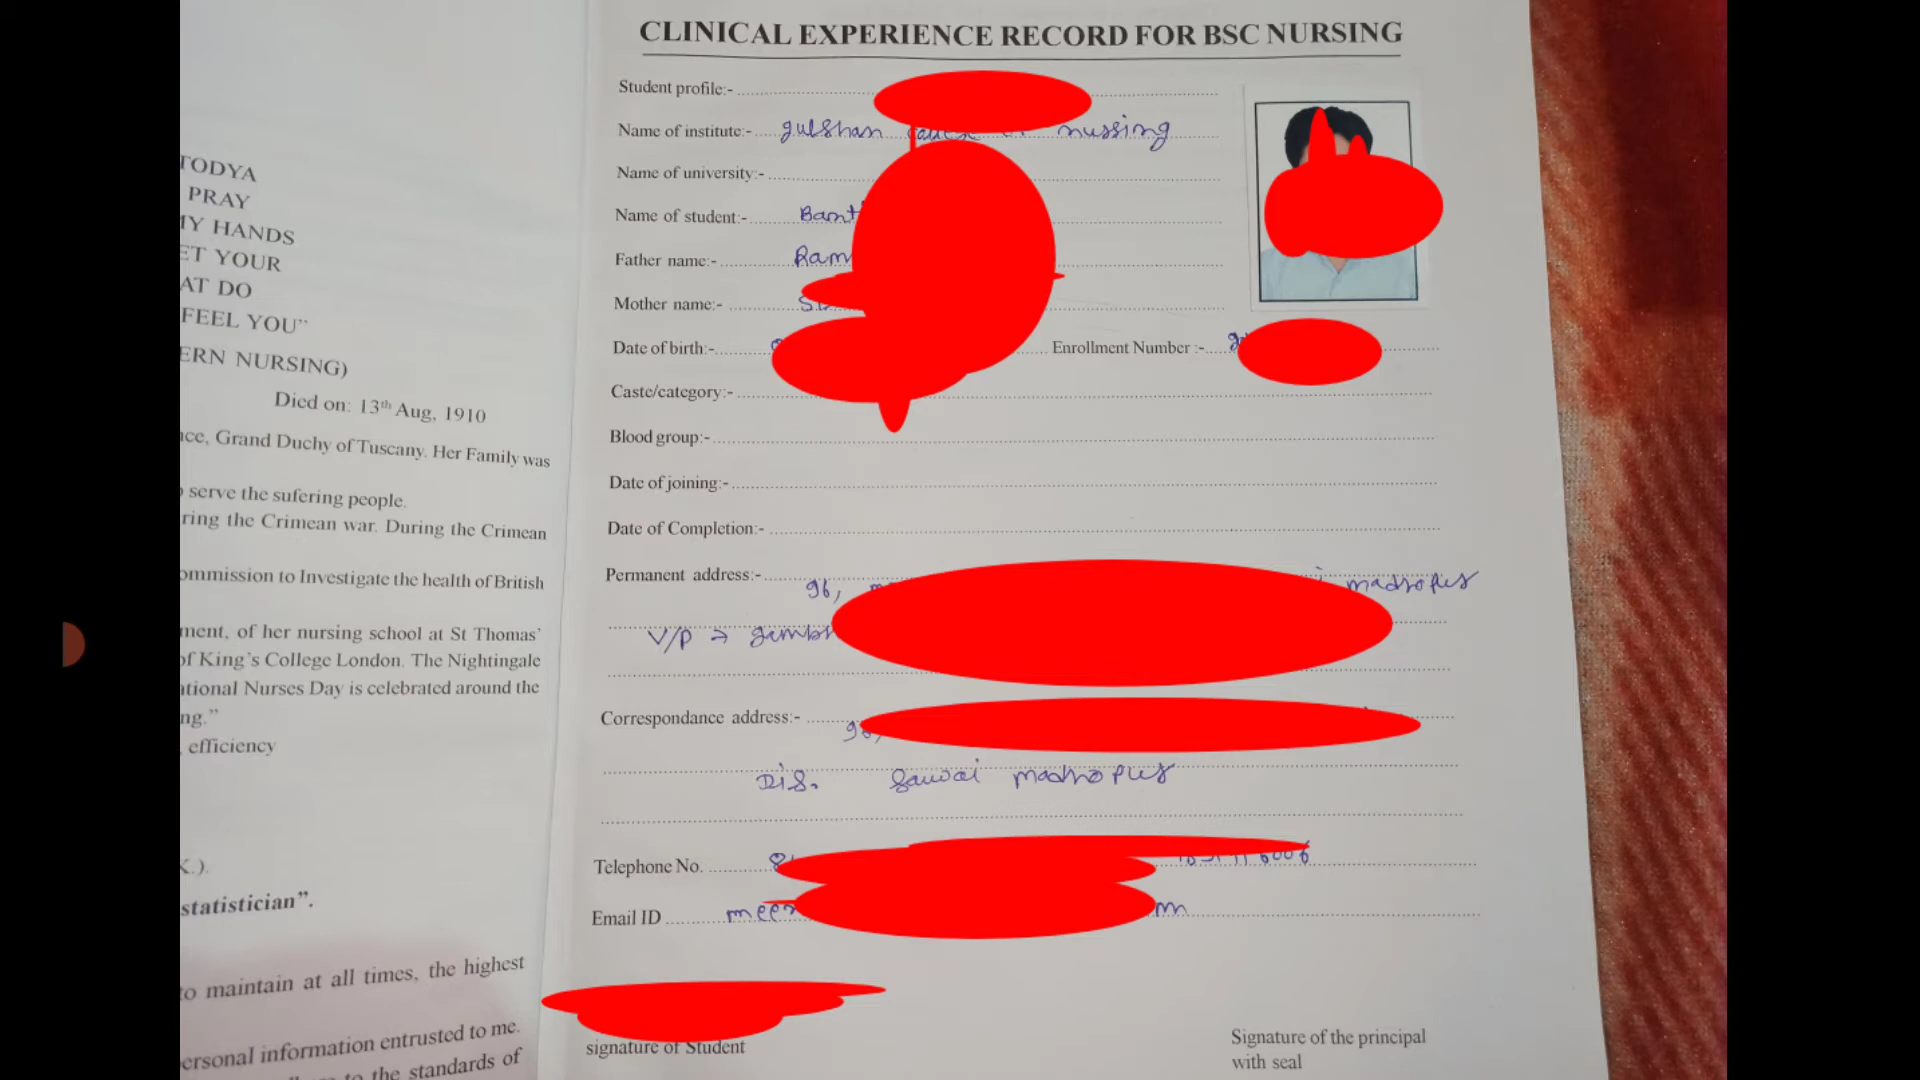 TODYA
PRAY
MY HANDS
ET YOUR
AT DO
FEEL YOU”
ERN NURSING)
Died on: 13th Aug, 1910
nce, Grand Duchy of Tuscany. Her Family was
serve the sufering people.
ring the Crimean war. During the Crimean
ommission to Investigate the health of British
ment, of her nursing school at St Thomas’
of King’s College London. The Nightingale
ational Nurses Day is celebrated around the
ng.”
efficiency
K.).
statistician”.
to maintain at all times, the highest
ersonal information entrusted to me.
to the standards of
CLINICAL EXPERIENCE RECORD FOR BSC NURSING
Student profile:-
Name of institute:- gulshan nussing
Name of university:-
Name of student:-
Father name:- Ram
Mother name:-
Date of birth:- Enrollment Number :-
Caste/category:-
Blood group:-
Date of joining:-
Date of Completion:-
Permanent address:-
96, madhopur
V/P →
Correspondance address:-
Dis. Sawai madhopur
Telephone No.
Email ID
signature of Student
Signature of the principal
with seal